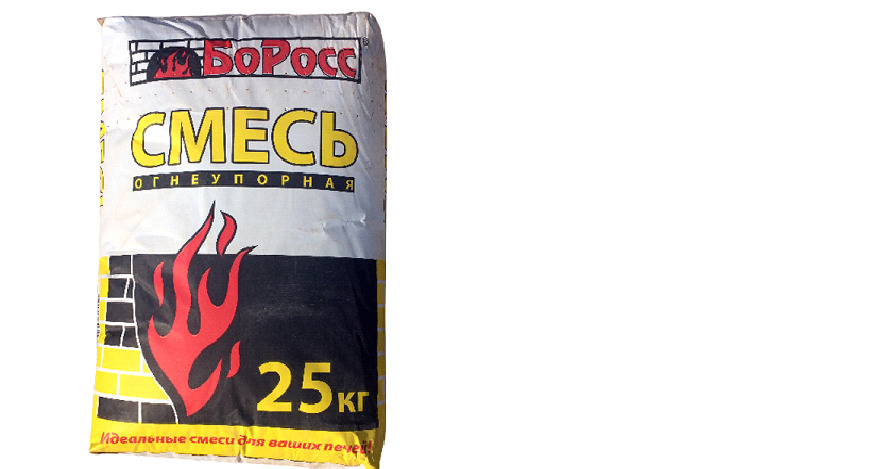 БоРосс®
СМЕСЬ
ОГНЕУПОРНАЯ
25кг
Идеальные смеси для ваших печей!